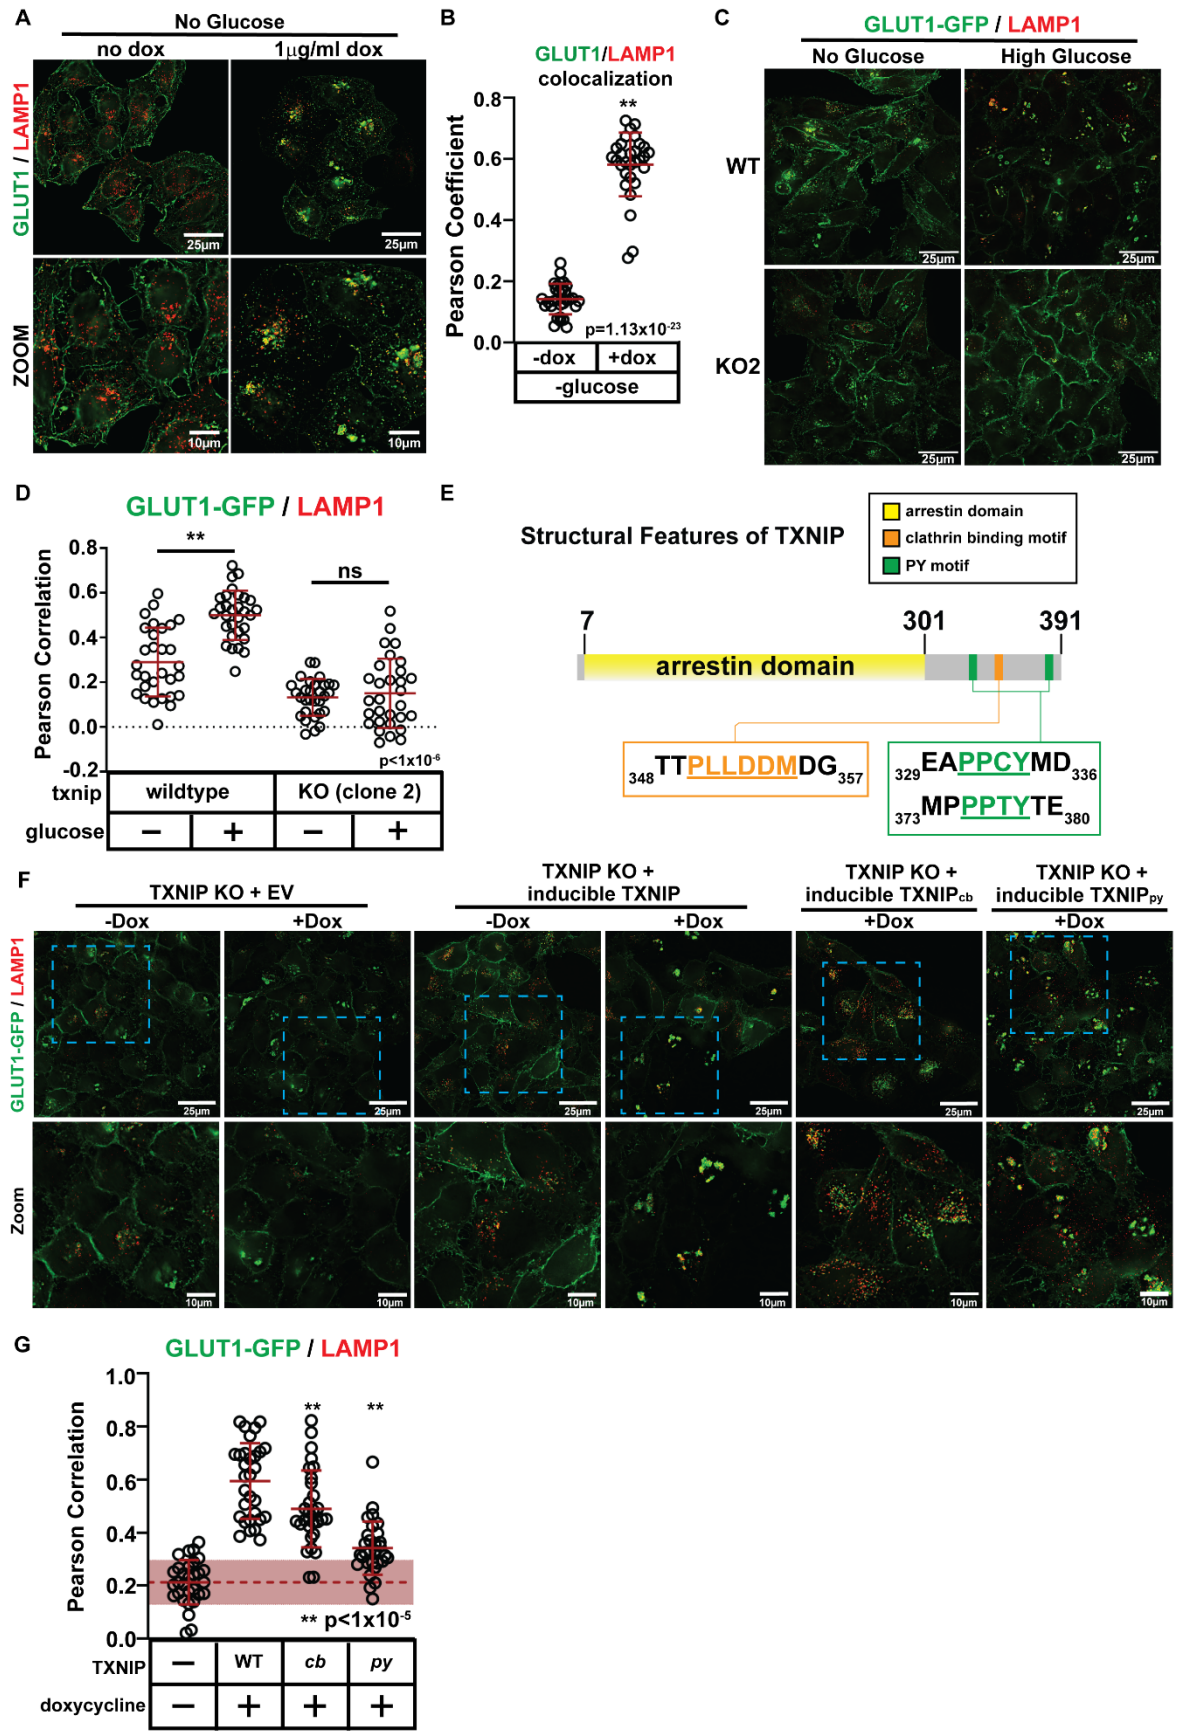 A
No Glucose
no dox
1µg/ml dox
GLUT1 / LAMP1
25µm
25µm
ZOOM
10µm
10µm
B
GLUT1/LAMP1
colocalization
**
Pearson Coefficient
0.8
0.6
0.4
0.2
0.0
p=1.13x10-23
-dox
+dox
-glucose
C
GLUT1-GFP / LAMP1
No Glucose
High Glucose
WT
25µm
25µm
KO2
25µm
25µm
D
GLUT1-GFP / LAMP1
**
ns
Pearson Correlation
0.8
0.6
0.4
0.2
0.0
-0.2
p<1x10-6
txnip
wildtype
KO (clone 2)
glucose
− + − +
E
Structural Features of TXNIP
arrestin domain
clathrin binding motif
PY motif
7
301
391
arrestin domain
348TTPLLDDMDG357
329EAPPCYMD336
373MPPPTYTE380
F
TXNIP KO + EV
TXNIP KO +
inducible TXNIP
TXNIP KO +
inducible TXNIPcb
TXNIP KO +
inducible TXNIPpy
-Dox
+Dox
-Dox
+Dox
+Dox
+Dox
GLUT1-GFP / LAMP1
25µm
25µm
25µm
25µm
25µm
25µm
Zoom
10µm
10µm
10µm
10µm
10µm
10µm
G
GLUT1-GFP / LAMP1
Pearson Correlation
1.0
0.8
0.6
0.4
0.2
0.0
**
**
** p<1x10-5
TXNIP
− WT cb py
doxycycline
− + + +